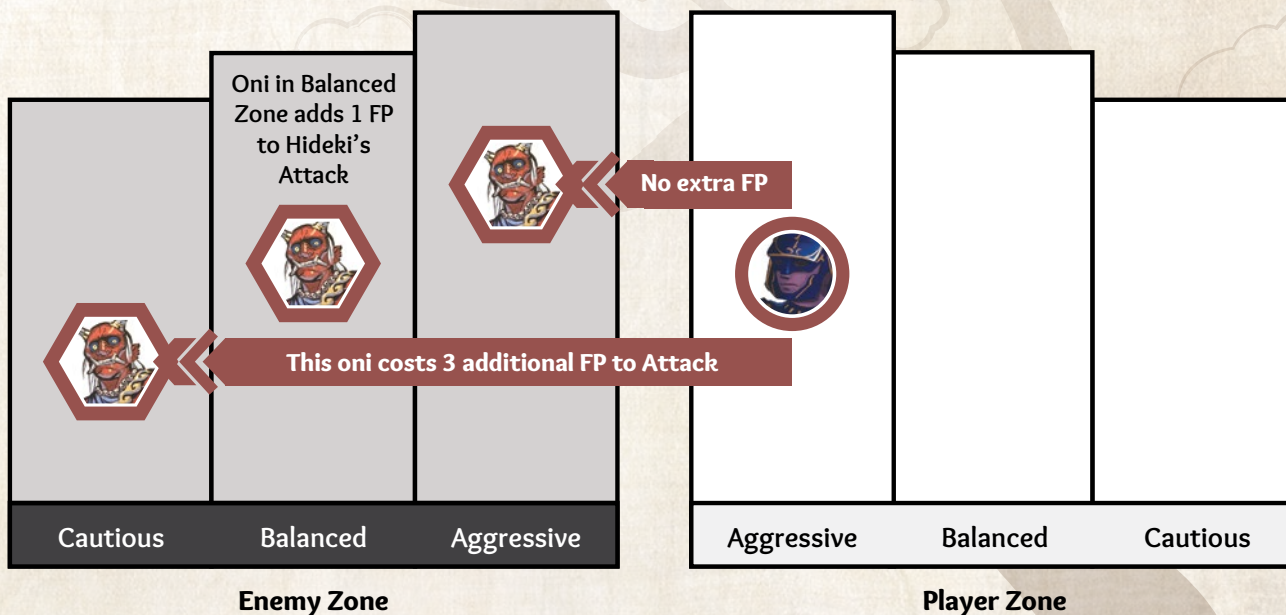 Oni in Balanced
Zone adds 1 FP
to Hideki's
Attack
No extra FP
This oni costs 3 additional FP to Attack
Cautious Balanced Aggressive
Aggressive Balanced Cautious
Enemy Zone
Player Zone